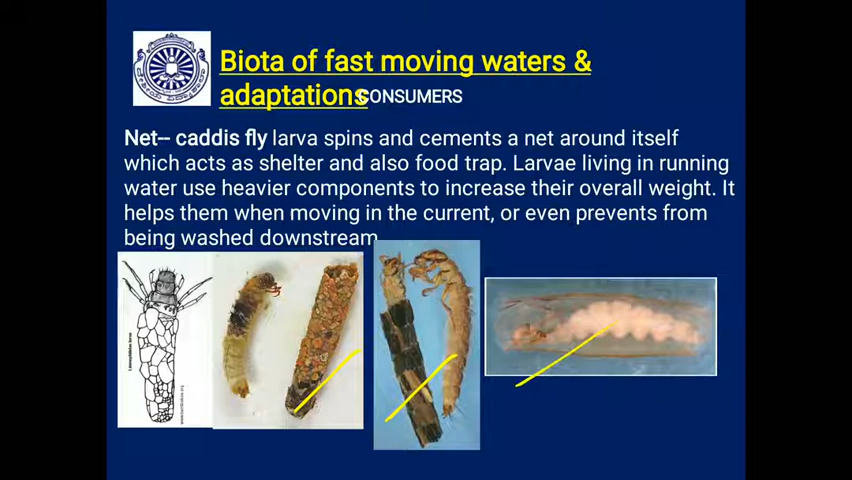 Biota of fast moving waters &
adaptations CONSUMERS
Net-- caddis fly larva spins and cements a net around itself
which acts as shelter and also food trap. Larvae living in running
water use heavier components to increase their overall weight. It
helps them when moving in the current, or even prevents from
being washed downstream